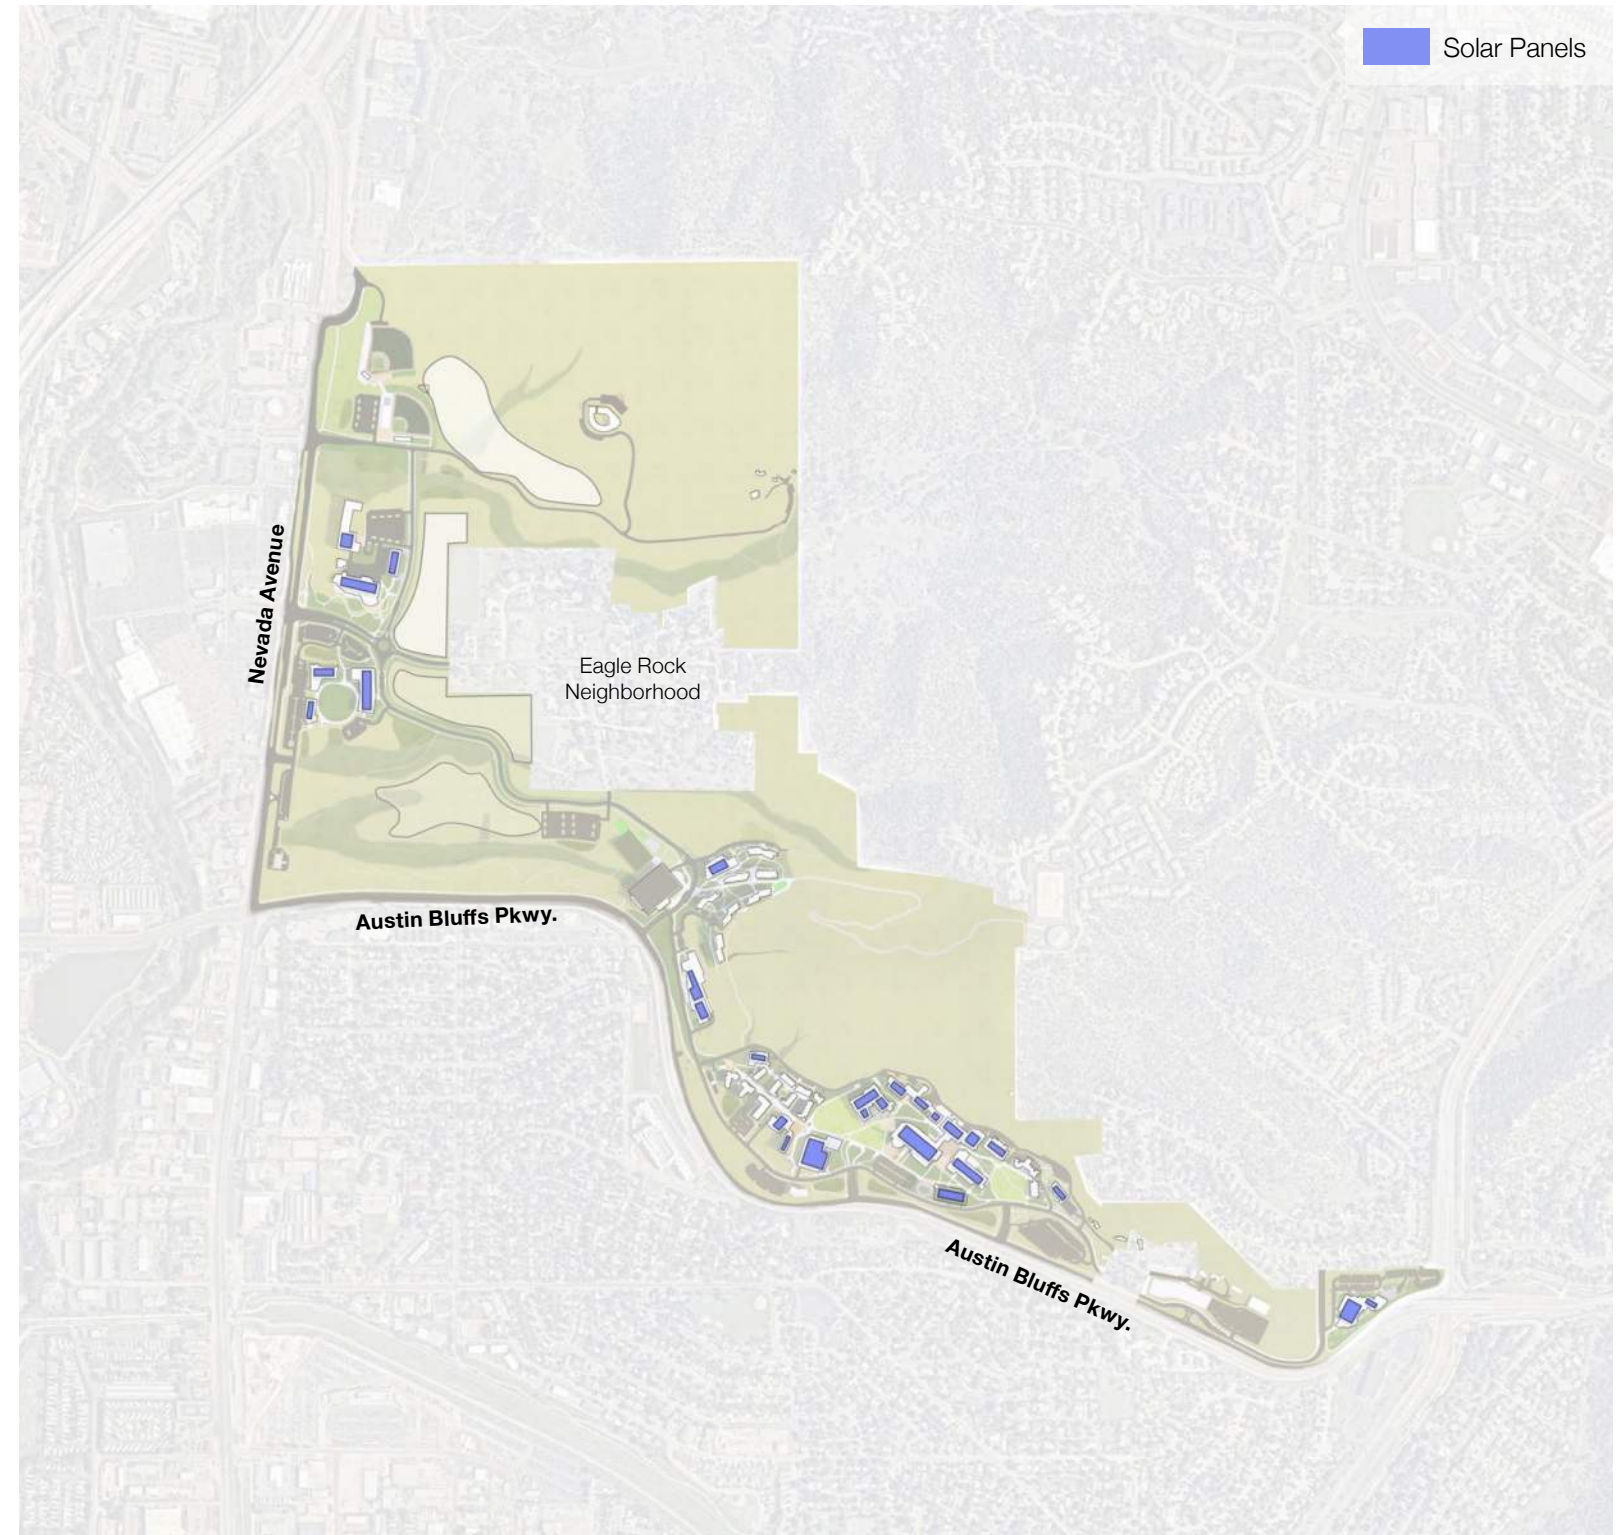 Solar Panels
Nevada Avenue
Eagle Rock
Neighborhood
Austin Bluffs Pkwy.
Austin Bluffs Pkwy.